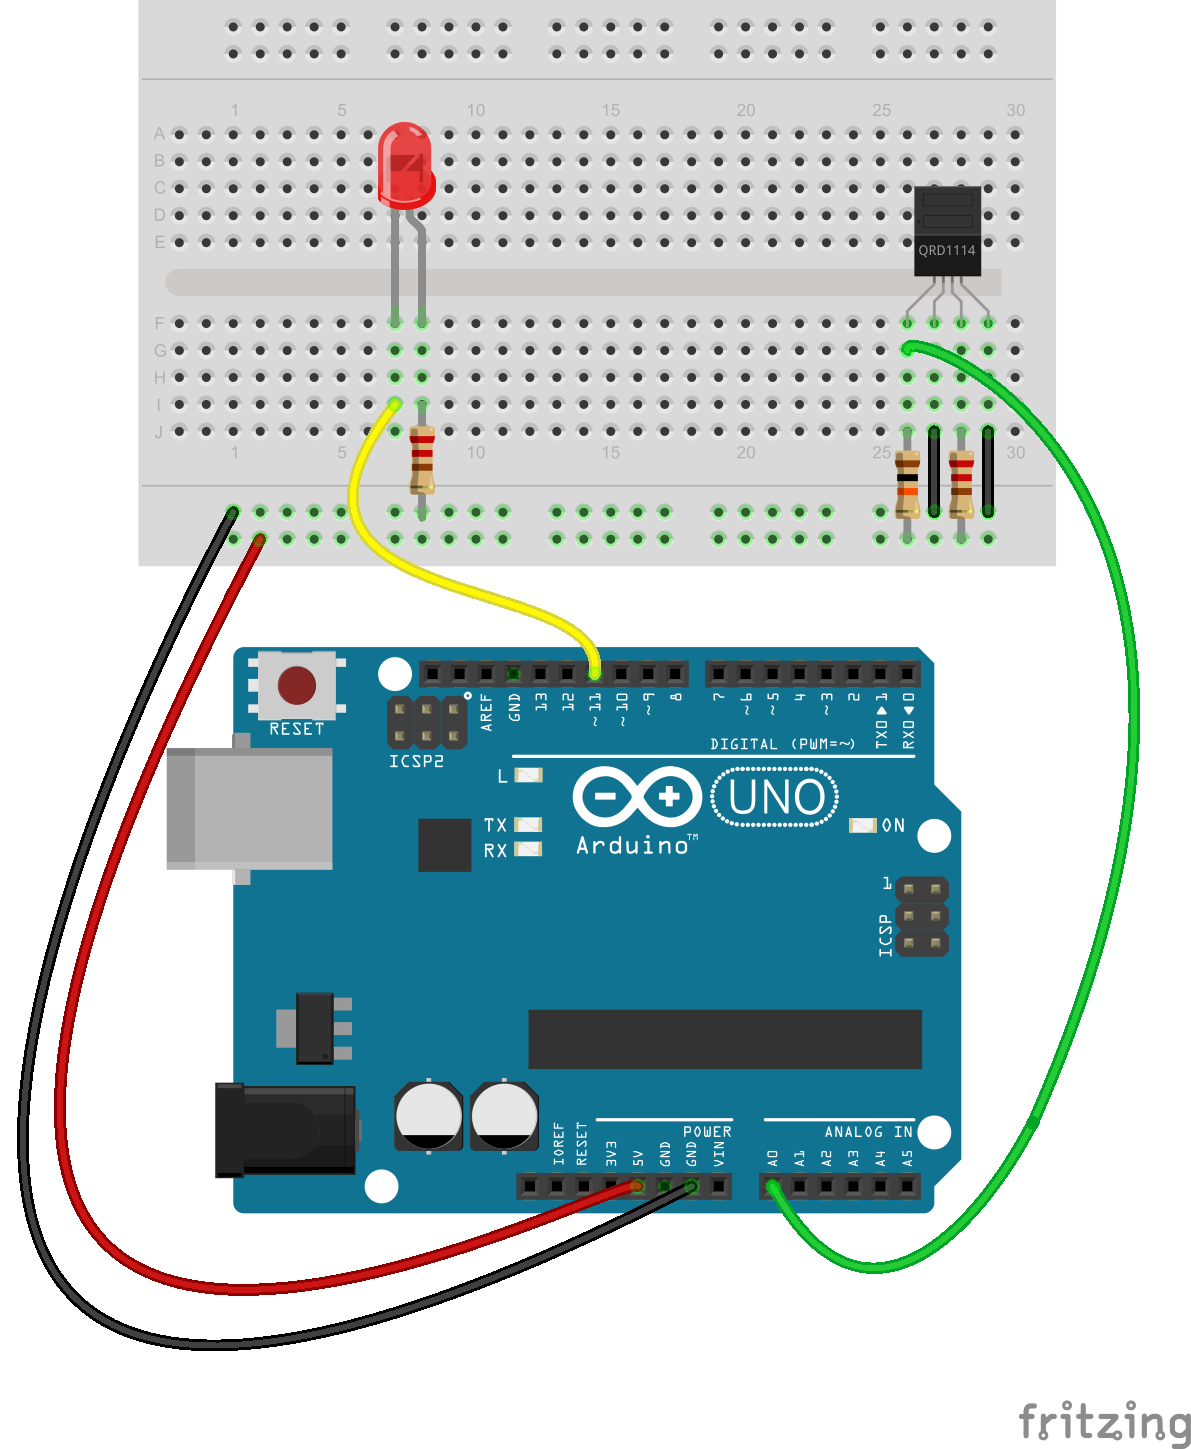 1 5 10 15 20 25 30
A
B
C
D
E
QRD1114
F
G
H
I
J
1 5 10 15 20 25 30
RESET
ICSP2
AREF
GND
13
12
~11
~10
~9
8
7
~6
~5
4
~3
2
TX0▶1
RX0◀0
DIGITAL (PWM=~)
L
TX
RX
UNO
Arduino™
ON
1
ICSP
IOREF
RESET
3V3
5V
GND
GND
VIN
POWER
A0
A1
A2
A3
A4
A5
ANALOG IN
fritzing